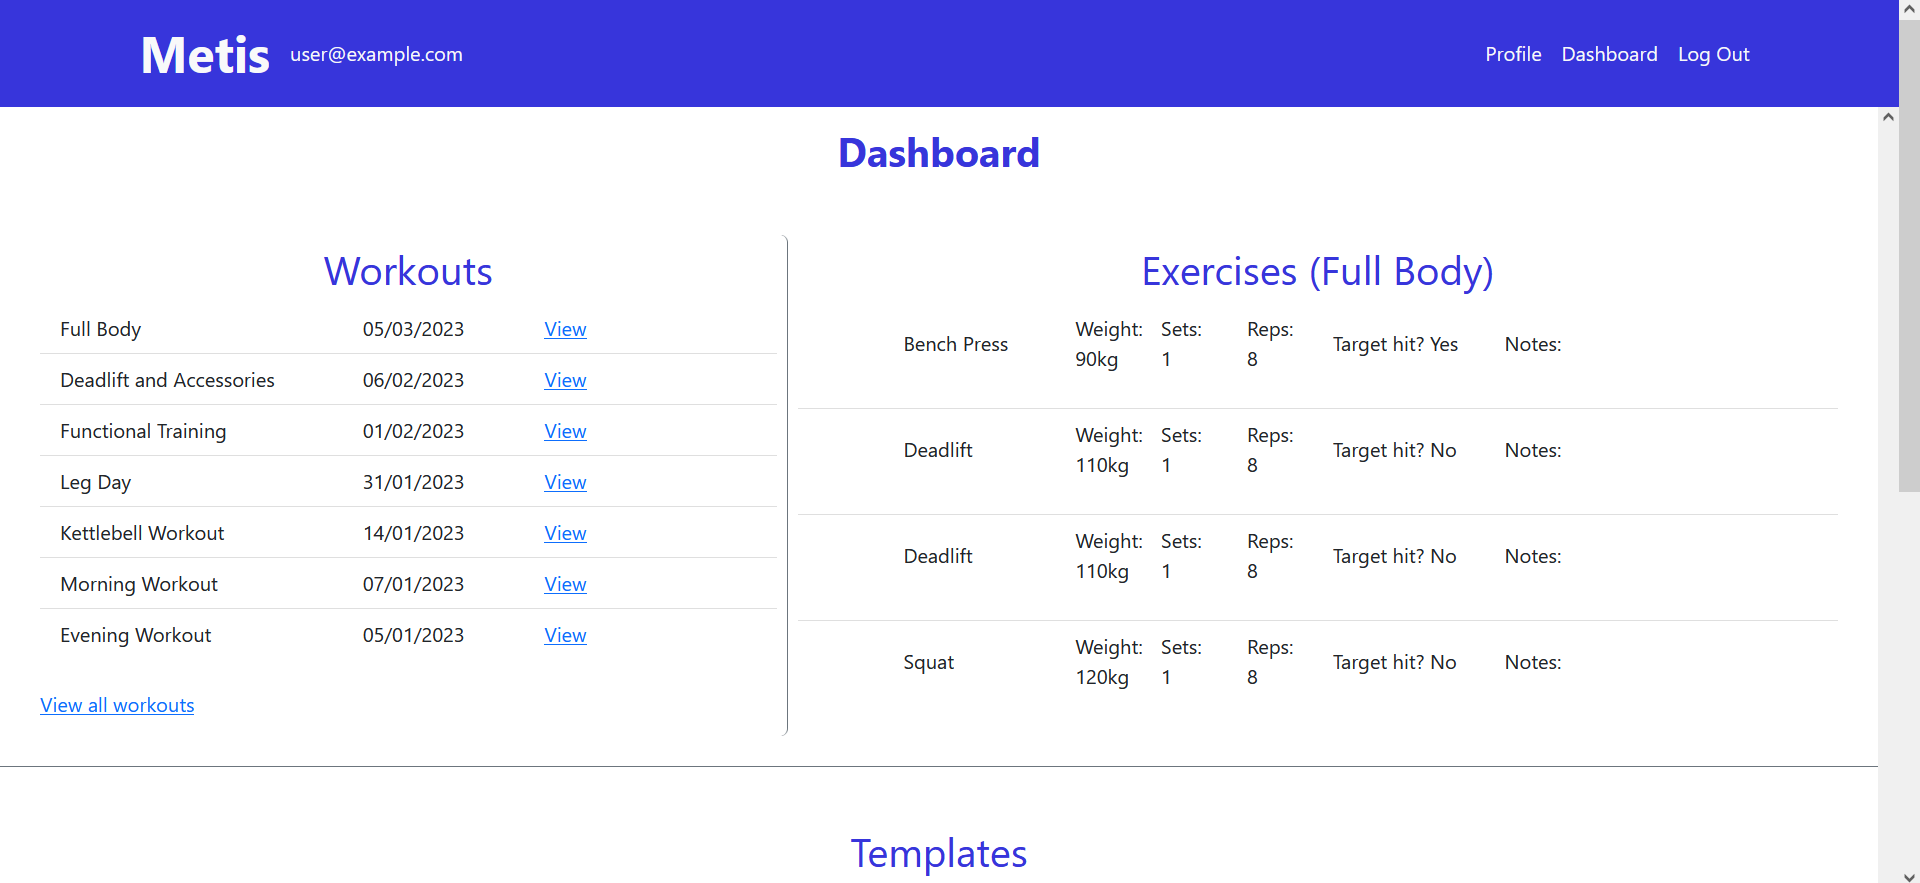 Metis user@example.com Profile Dashboard Log Out
Dashboard
Workouts
Full Body 05/03/2023 View
Deadlift and Accessories 06/02/2023 View
Functional Training 01/02/2023 View
Leg Day 31/01/2023 View
Kettlebell Workout 14/01/2023 View
Morning Workout 07/01/2023 View
Evening Workout 05/01/2023 View
View all workouts
Exercises (Full Body)
Bench Press Weight: 90kg Sets: 1 Reps: 8 Target hit? Yes Notes:
Deadlift Weight: 110kg Sets: 1 Reps: 8 Target hit? No Notes:
Deadlift Weight: 110kg Sets: 1 Reps: 8 Target hit? No Notes:
Squat Weight: 120kg Sets: 1 Reps: 8 Target hit? No Notes:
Templates